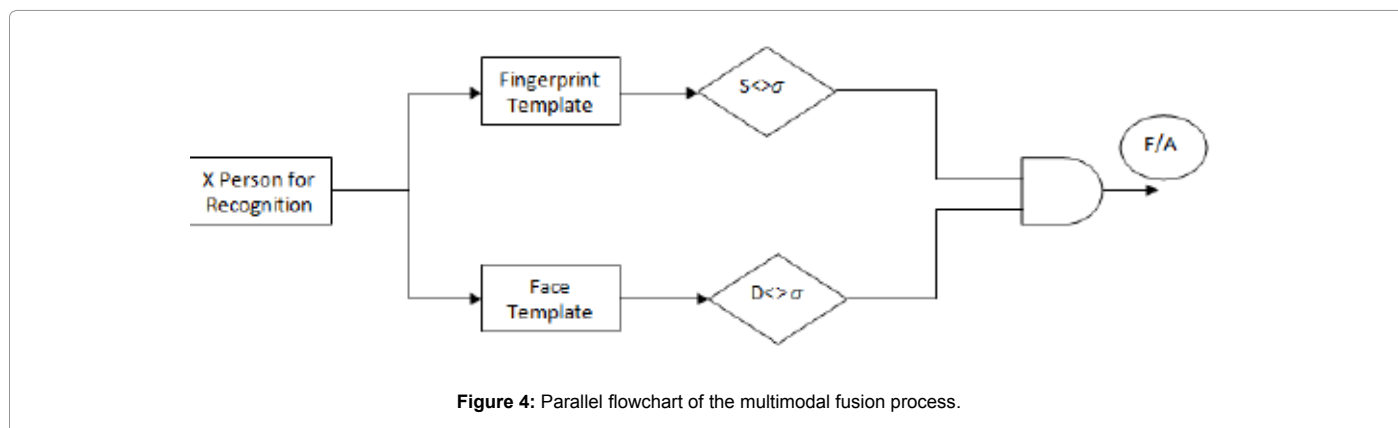 Fingerprint
Template
S<>σ
F/A
X Person for
Recognition
Face
Template
D<>σ
Figure 4: Parallel flowchart of the multimodal fusion process.